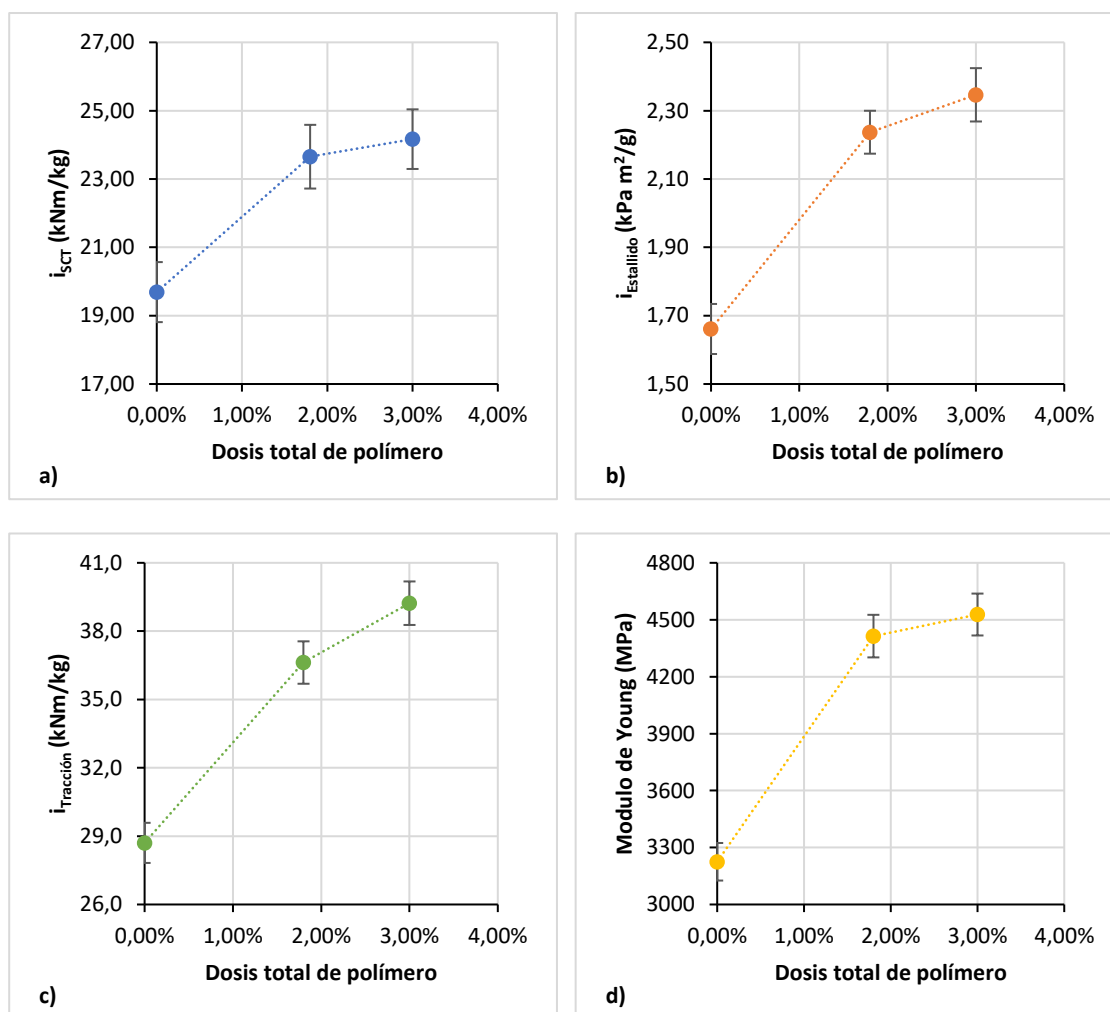 27,00
25,00
23,00
21,00
19,00
17,00
i SCT (kNm/kg)
0,00% 1,00% 2,00% 3,00% 4,00%
Dosis total de polímero
a)
2,50
2,30
2,10
1,90
1,70
1,50
i Estallido (kPa m²/g)
0,00% 1,00% 2,00% 3,00% 4,00%
Dosis total de polímero
b)
41,0
38,0
35,0
32,0
29,0
26,0
i Tracción (kNm/kg)
0,00% 1,00% 2,00% 3,00% 4,00%
Dosis total de polímero
c)
4800
4500
4200
3900
3600
3300
3000
Modulo de Young (MPa)
0,00% 1,00% 2,00% 3,00% 4,00%
Dosis total de polímero
d)